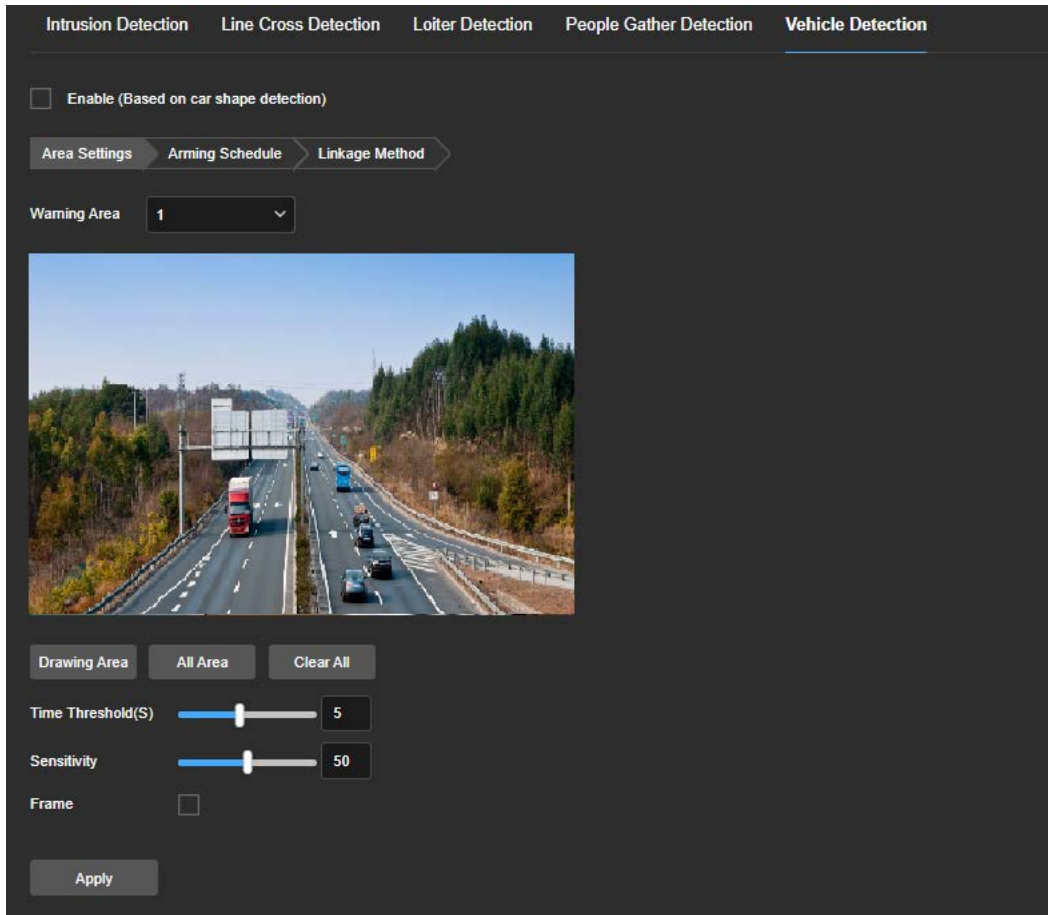 Intrusion Detection Line Cross Detection Loiter Detection People Gather Detection Vehicle Detection
Enable (Based on car shape detection)
Area Settings Arming Schedule Linkage Method
Warning Area 1
Drawing Area All Area Clear All
Time Threshold(S) 5
Sensitivity 50
Frame
Apply